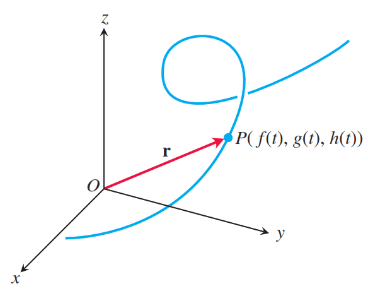 z
r
P( f(t), g(t), h(t))
O
y
x